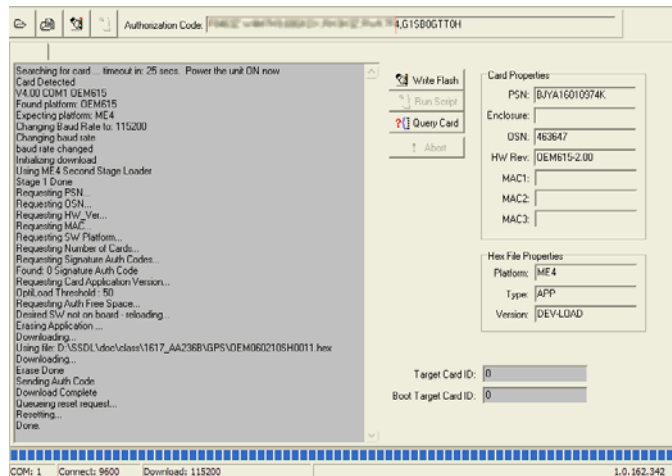 Authorization Code: 4,G1SB0GTT0H
Searching for card ... timeout in: 25 secs. Power the unit ON now
Card Detected
V4.00 COM1 OEM615
Found platform: OEM615
Expecting platform: ME4
Changing Baud Rate to: 115200
Changing baud rate
baud rate changed
Initializing download
Using ME4 Second Stage Loader
Stage 1 Done
Requesting PSN...
Requesting OSN...
Requesting HW_Ver...
Requesting MAC...
Requesting SW Platform...
Requesting Number of Cards...
Requesting Signature Auth Codes...
Found: 0 Signature Auth Code
Requesting Card Application Version...
OptiLoad Threshold : 50
Requesting Auth Free Space...
Desired SW not on board - reloading...
Erasing Application ...
Downloading...
Using file: D:\SSDL\doc\class\1617_AA236B\GPS\OEM060210SH0011.hex
Downloading...
Erase Done
Sending Auth Code
Download Complete
Queueing reset request...
Resetting...
Done.
Write Flash
Run Script
?{} Query Card
! Abort
Card Properties
PSN: BJYA16010974K
Enclosure:
OSN: 463647
HW Rev: OEM615-2.00
MAC1:
MAC2:
MAC3:
Hex File Properties
Platform: ME4
Type: APP
Version: DEV-LOAD
Target Card ID: 0
Boot Target Card ID: 0
COM: 1 Connect: 9600 Download: 115200 1.0.162.342